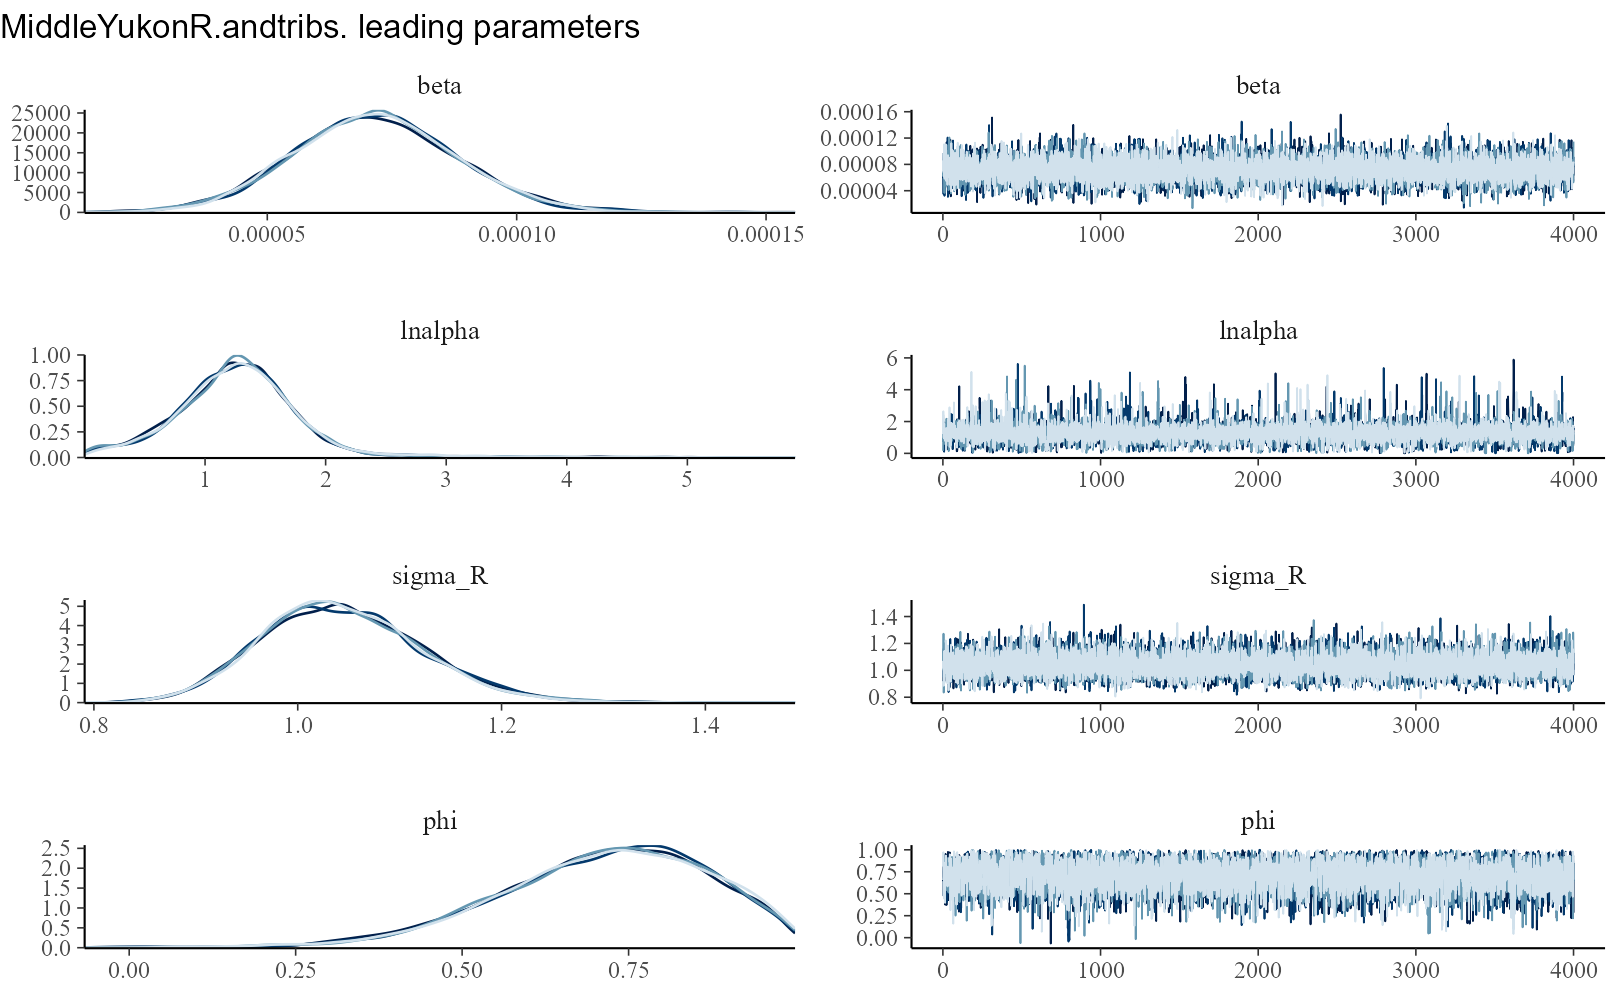 MiddleYukonR.andtribs. leading parameters
beta
25000
20000
15000
10000
5000
0
0.00005 0.00010 0.00015
beta
0.00016
0.00012
0.00008
0.00004
0 1000 2000 3000 4000
lnalpha
1.00
0.75
0.50
0.25
0.00
1 2 3 4 5
lnalpha
6
4
2
0
0 1000 2000 3000 4000
sigma_R
5
4
3
2
1
0
0.8 1.0 1.2 1.4
sigma_R
1.4
1.2
1.0
0.8
0 1000 2000 3000 4000
phi
2.5
2.0
1.5
1.0
0.5
0.0
0.00 0.25 0.50 0.75
phi
1.00
0.75
0.50
0.25
0.00
0 1000 2000 3000 4000